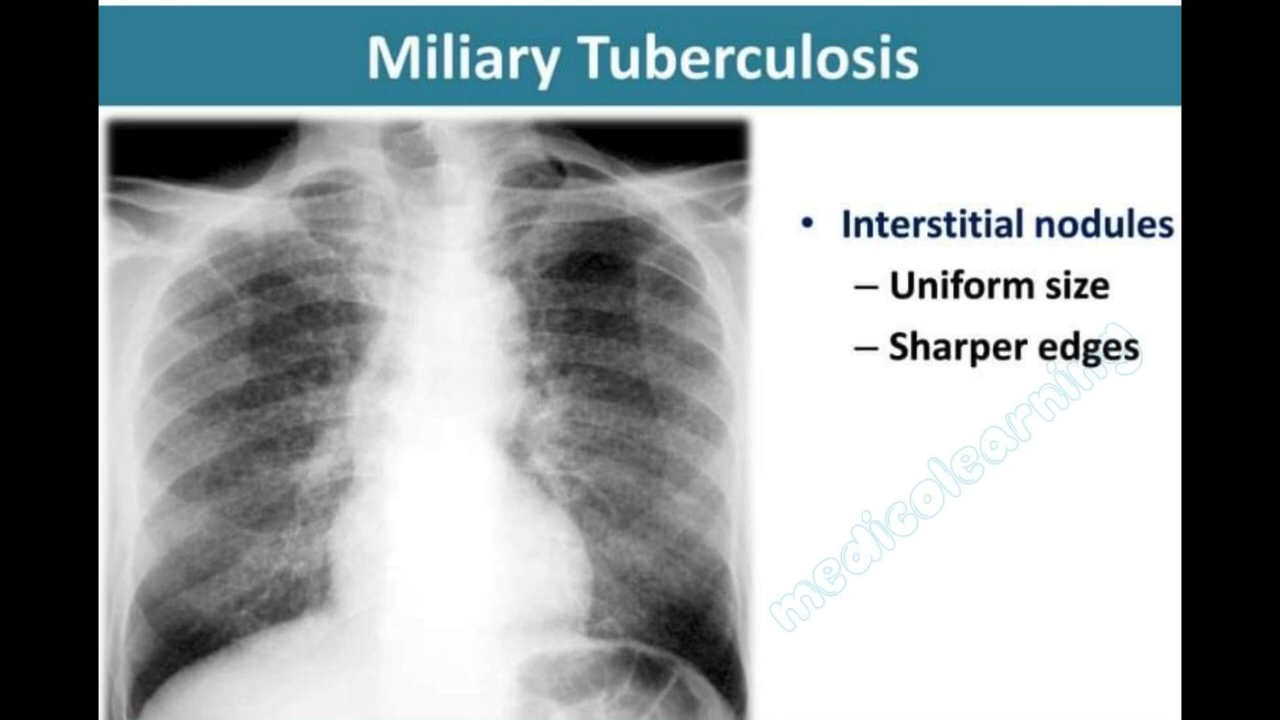 Miliary Tuberculosis
• Interstitial nodules
– Uniform size
– Sharper edges
medicolearning